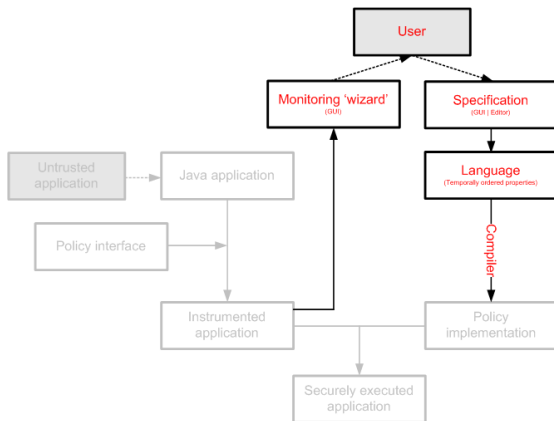 User
Monitoring ‘wizard’
(GUI)
Specification
(GUI | Editor)
Untrusted
application
Java application
Language
(Temporally ordered properties)
Policy interface
Compiler
Instrumented
application
Policy
implementation
Securely executed
application